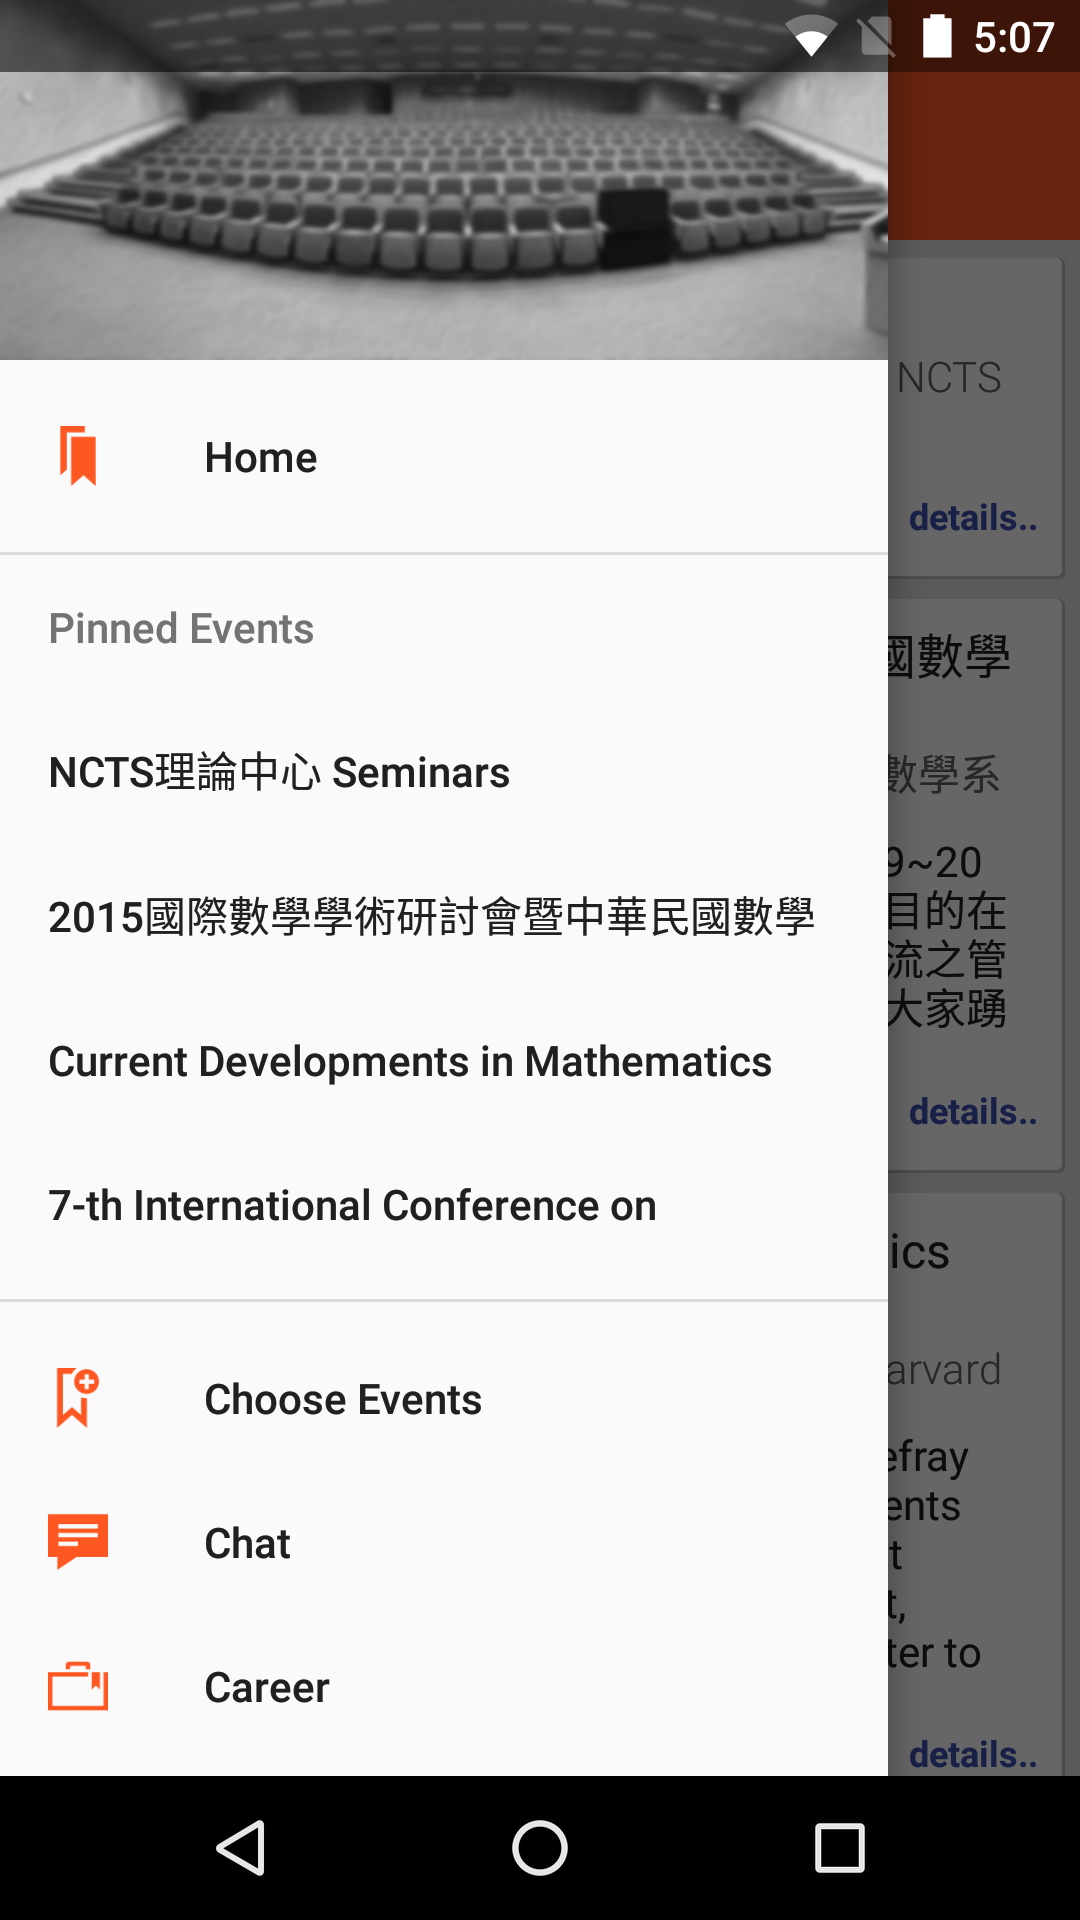 5:07
Home
Pinned Events
NCTS理論中心 Seminars
2015國際數學學術研討會暨中華民國數學
Current Developments in Mathematics
7-th International Conference on
Choose Events
Chat
Career
NCTS
details..
國數學
數學系
9~20
目的在
流之管
大家踴
details..
ics
arvard
efray
ents
t
t,
ter to
details..